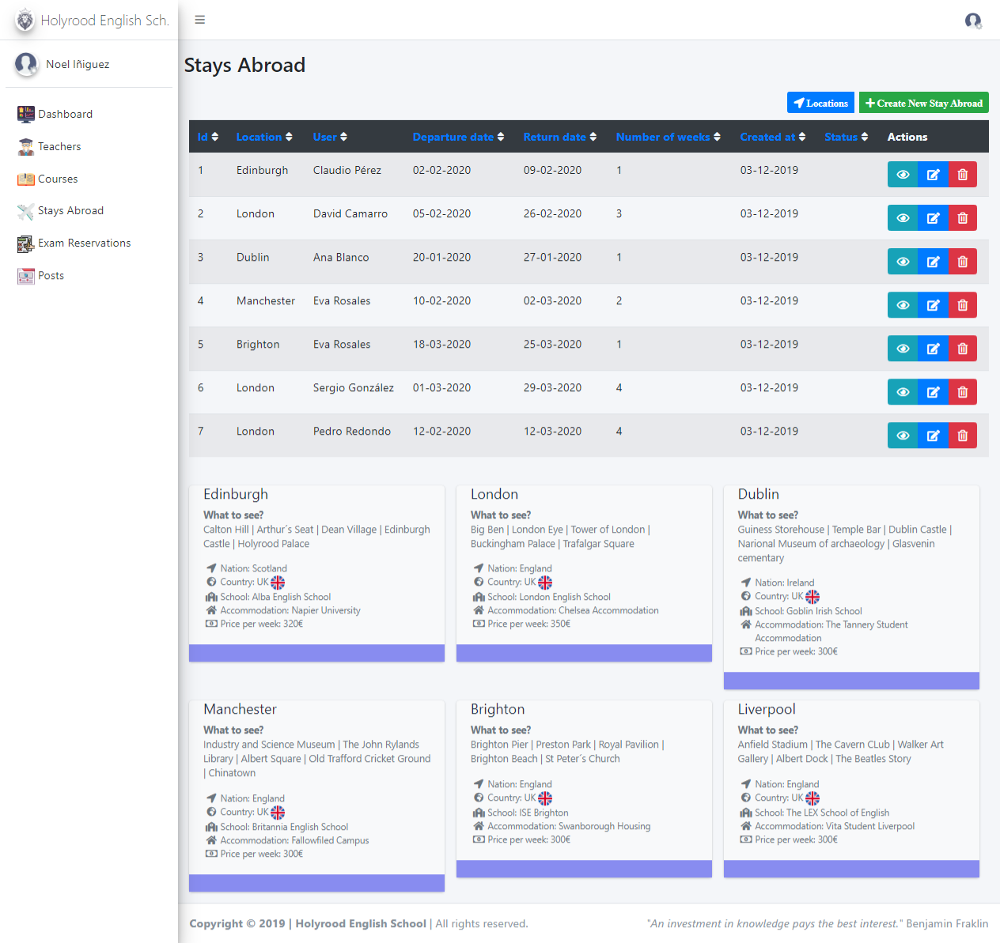 Holyrood English Sch.
Noel Iñiguez
Dashboard
Teachers
Courses
Stays Abroad
Exam Reservations
Posts
Stays Abroad
Locations Create New Stay Abroad
Id Location User Departure date Return date Number of weeks Created at Status Actions
1 Edinburgh Claudio Pérez 02-02-2020 09-02-2020 1 03-12-2019
2 London David Camarro 05-02-2020 26-02-2020 3 03-12-2019
3 Dublin Ana Blanco 20-01-2020 27-01-2020 1 03-12-2019
4 Manchester Eva Rosales 10-02-2020 02-03-2020 2 03-12-2019
5 Brighton Eva Rosales 18-03-2020 25-03-2020 1 03-12-2019
6 London Sergio González 01-03-2020 29-03-2020 4 03-12-2019
7 London Pedro Redondo 12-02-2020 12-03-2020 4 03-12-2019
Edinburgh
What to see?
Calton Hill | Arthur´s Seat | Dean Village | Edinburgh
Castle | Holyrood Palace
Nation: Scotland
Country: UK
School: Alba English School
Accommodation: Napier University
Price per week: 320€
London
What to see?
Big Ben | London Eye | Tower of London |
Buckingham Palace | Trafalgar Square
Nation: England
Country: UK
School: London English School
Accommodation: Chelsea Accommodation
Price per week: 350€
Dublin
What to see?
Guiness Storehouse | Temple Bar | Dublin Castle |
Narional Museum of archaeology | Glasvenin
cementary
Nation: Ireland
Country: UK
School: Goblin Irish School
Accommodation: The Tannery Student
Accommodation
Price per week: 300€
Manchester
What to see?
Industry and Science Museum | The John Rylands
Library | Albert Square | Old Trafford Cricket Ground
| Chinatown
Nation: England
Country: UK
School: Britannia English School
Accommodation: Fallowfiled Campus
Price per week: 300€
Brighton
What to see?
Brighton Pier | Preston Park | Royal Pavilion |
Brighton Beach | St Peter´s Church
Nation: England
Country: UK
School: ISE Brighton
Accommodation: Swanborough Housing
Price per week: 300€
Liverpool
What to see?
Anfield Stadium | The Cavern CLub | Walker Art
Gallery | Albert Dock | The Beatles Story
Nation: England
Country: UK
School: The LEX School of English
Accommodation: Vita Student Liverpool
Price per week: 300€
Copyright © 2019 | Holyrood English School | All rights reserved.
"An investment in knowledge pays the best interest." Benjamin Fraklin